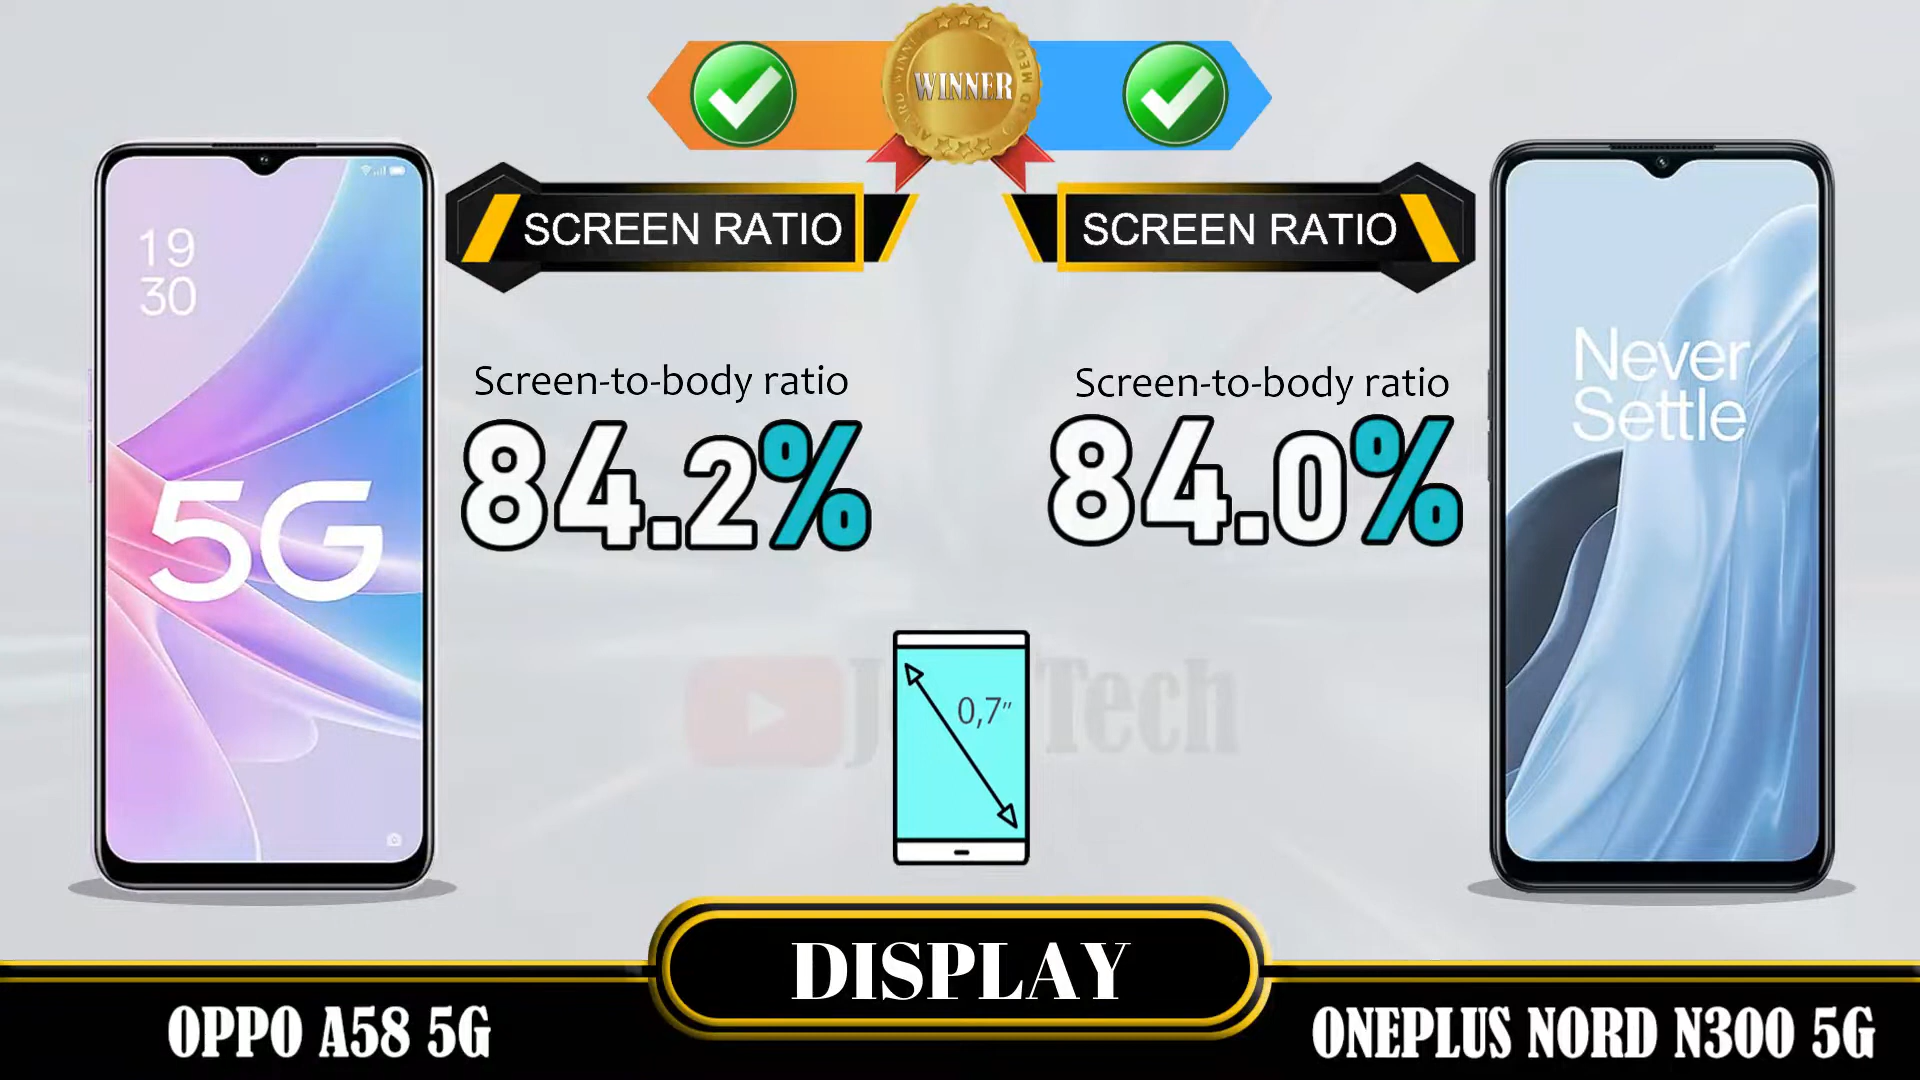 WINNER
SCREEN RATIO
SCREEN RATIO
19
30
Screen-to-body ratio
84.2%
Screen-to-body ratio
84.0%
Never
Settle
5G
0,7"
Tech
DISPLAY
OPPO A58 5G
ONEPLUS NORD N300 5G